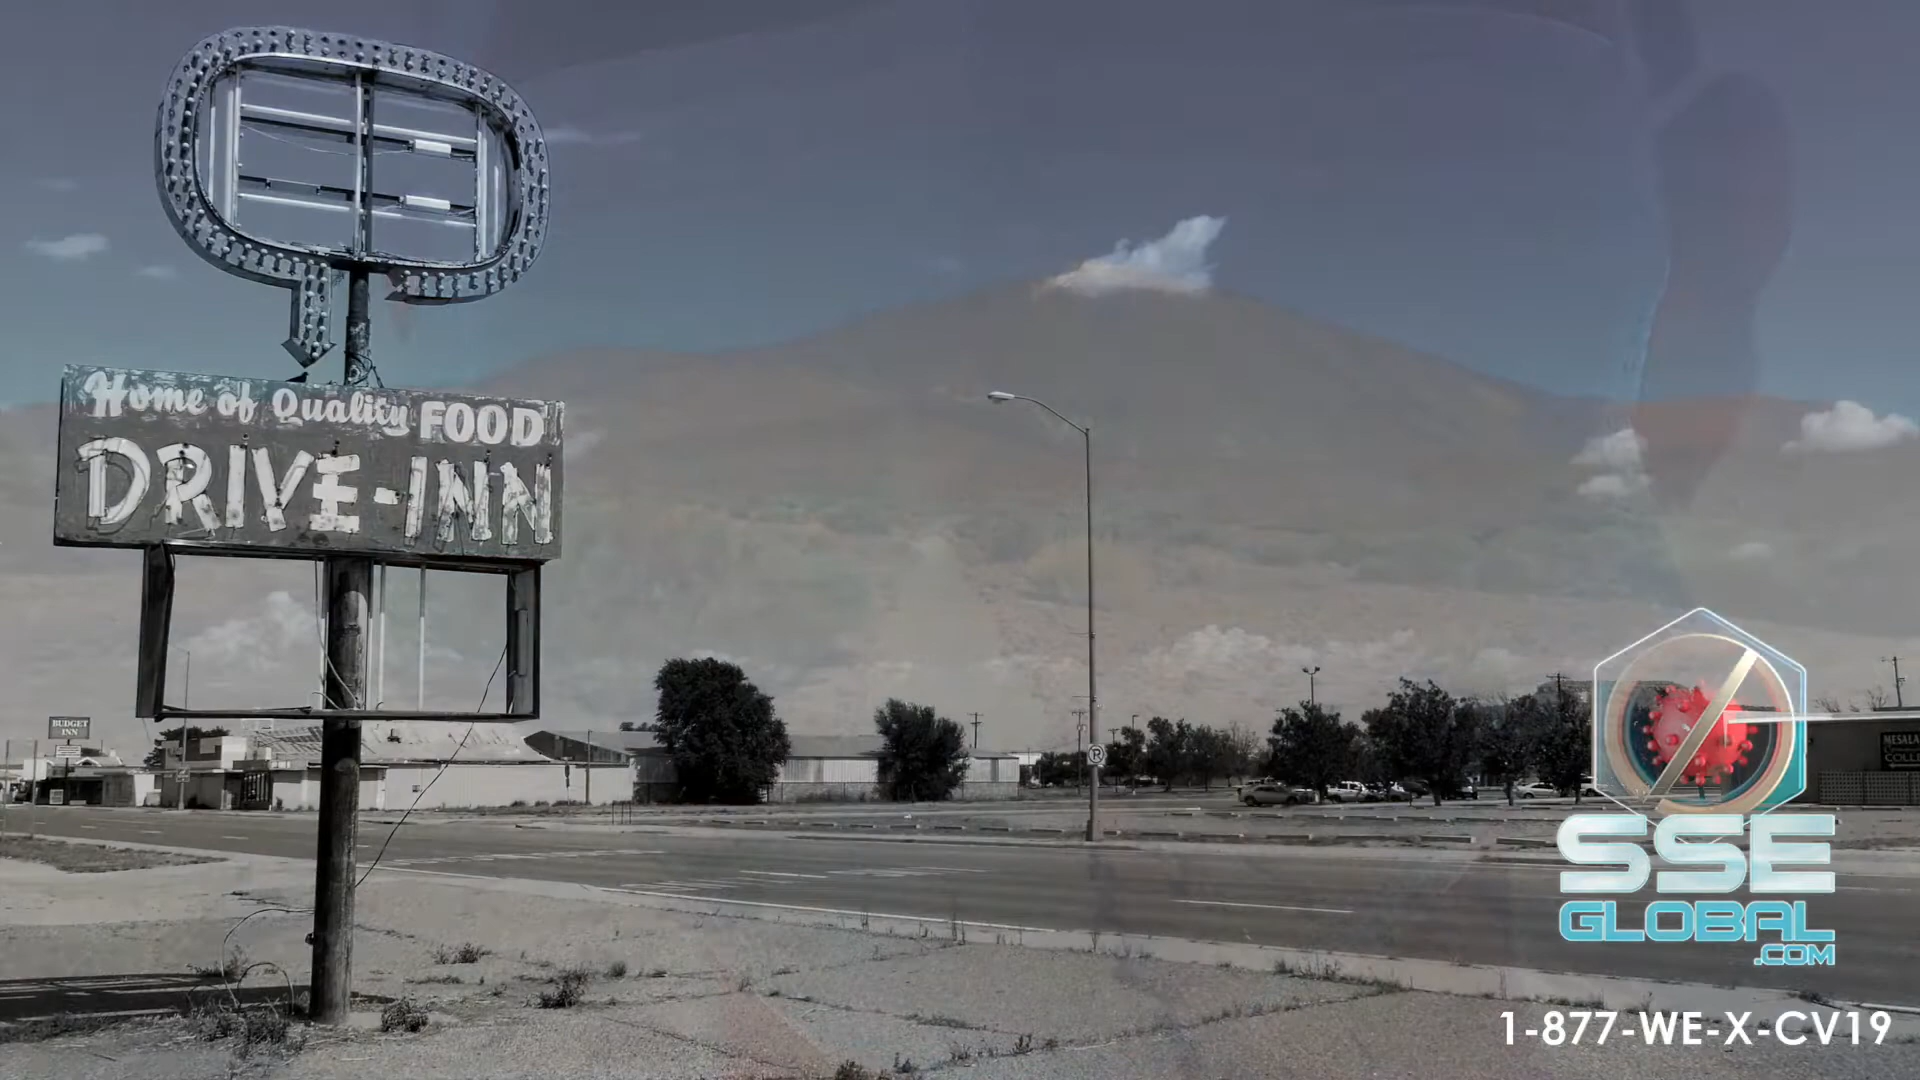 Home of Quality FOOD
DRIVE-INN
BUDGET
INN
SSE
GLOBAL
.COM
1-877-WE-X-CV19